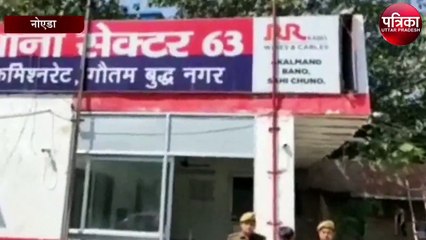 नोएडा
पत्रिका
UTTAR PRADESH
थाना सेक्टर 63
कमिश्नरेट, गौतम बुद्ध नगर
RR KABEL
WIRES & CABLES
AKALMAND
BANO,
SAHI CHUNO.